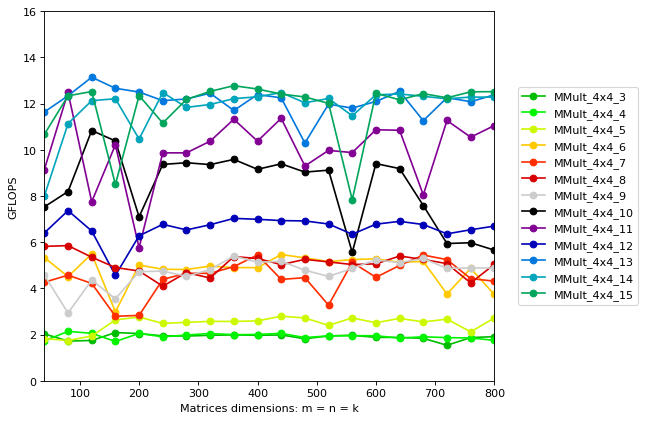 16
14
12
10
8
6
4
2
0
GFLOPS
100 200 300 400 500 600 700 800
Matrices dimensions: m = n = k
MMult_4x4_3
MMult_4x4_4
MMult_4x4_5
MMult_4x4_6
MMult_4x4_7
MMult_4x4_8
MMult_4x4_9
MMult_4x4_10
MMult_4x4_11
MMult_4x4_12
MMult_4x4_13
MMult_4x4_14
MMult_4x4_15